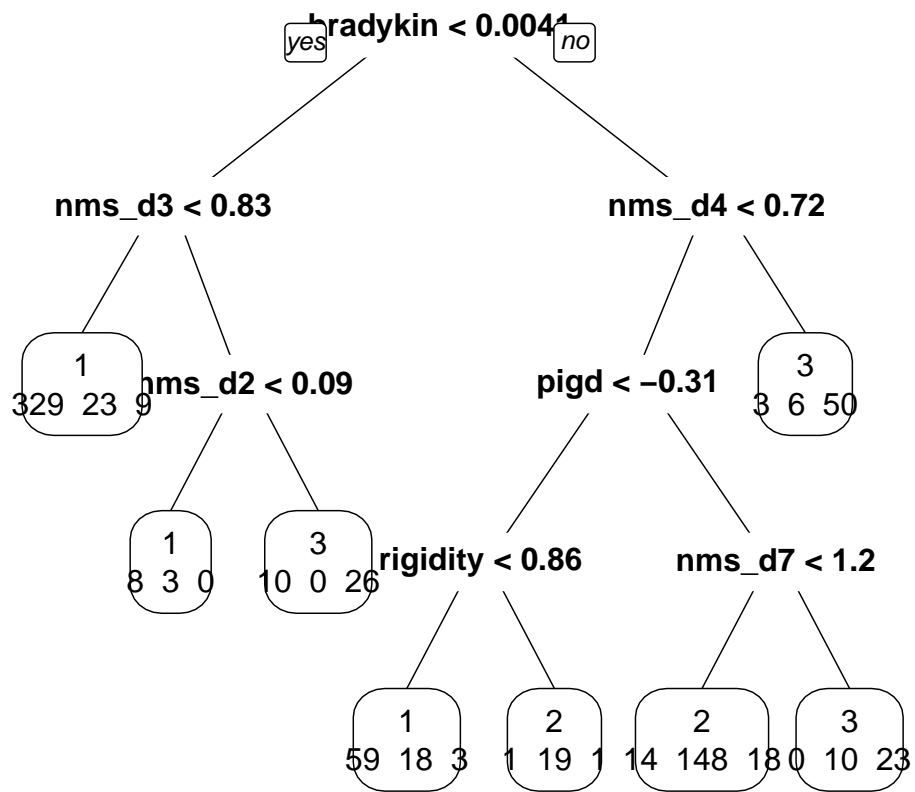 bradykin < 0.0041
yes
no
nms_d3 < 0.83
nms_d4 < 0.72
1
329 23 9
nms_d2 < 0.09
pigd < −0.31
3
3 6 50
1
8 3 0
3
10 0 26
rigidity < 0.86
nms_d7 < 1.2
1
59 18 3
2
1 19 1
2
14 148 18
3
0 10 23